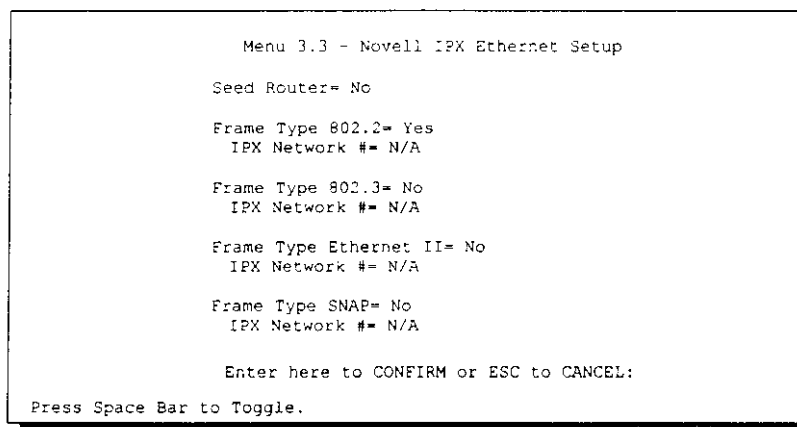 Menu 3.3 - Novell IPX Ethernet Setup
Seed Router= No
Frame Type 802.2= Yes
IPX Network #= N/A
Frame Type 802.3= No
IPX Network #= N/A
Frame Type Ethernet II= No
IPX Network #= N/A
Frame Type SNAP= No
IPX Network #= N/A
Enter here to CONFIRM or ESC to CANCEL:
Press Space Bar to Toggle.